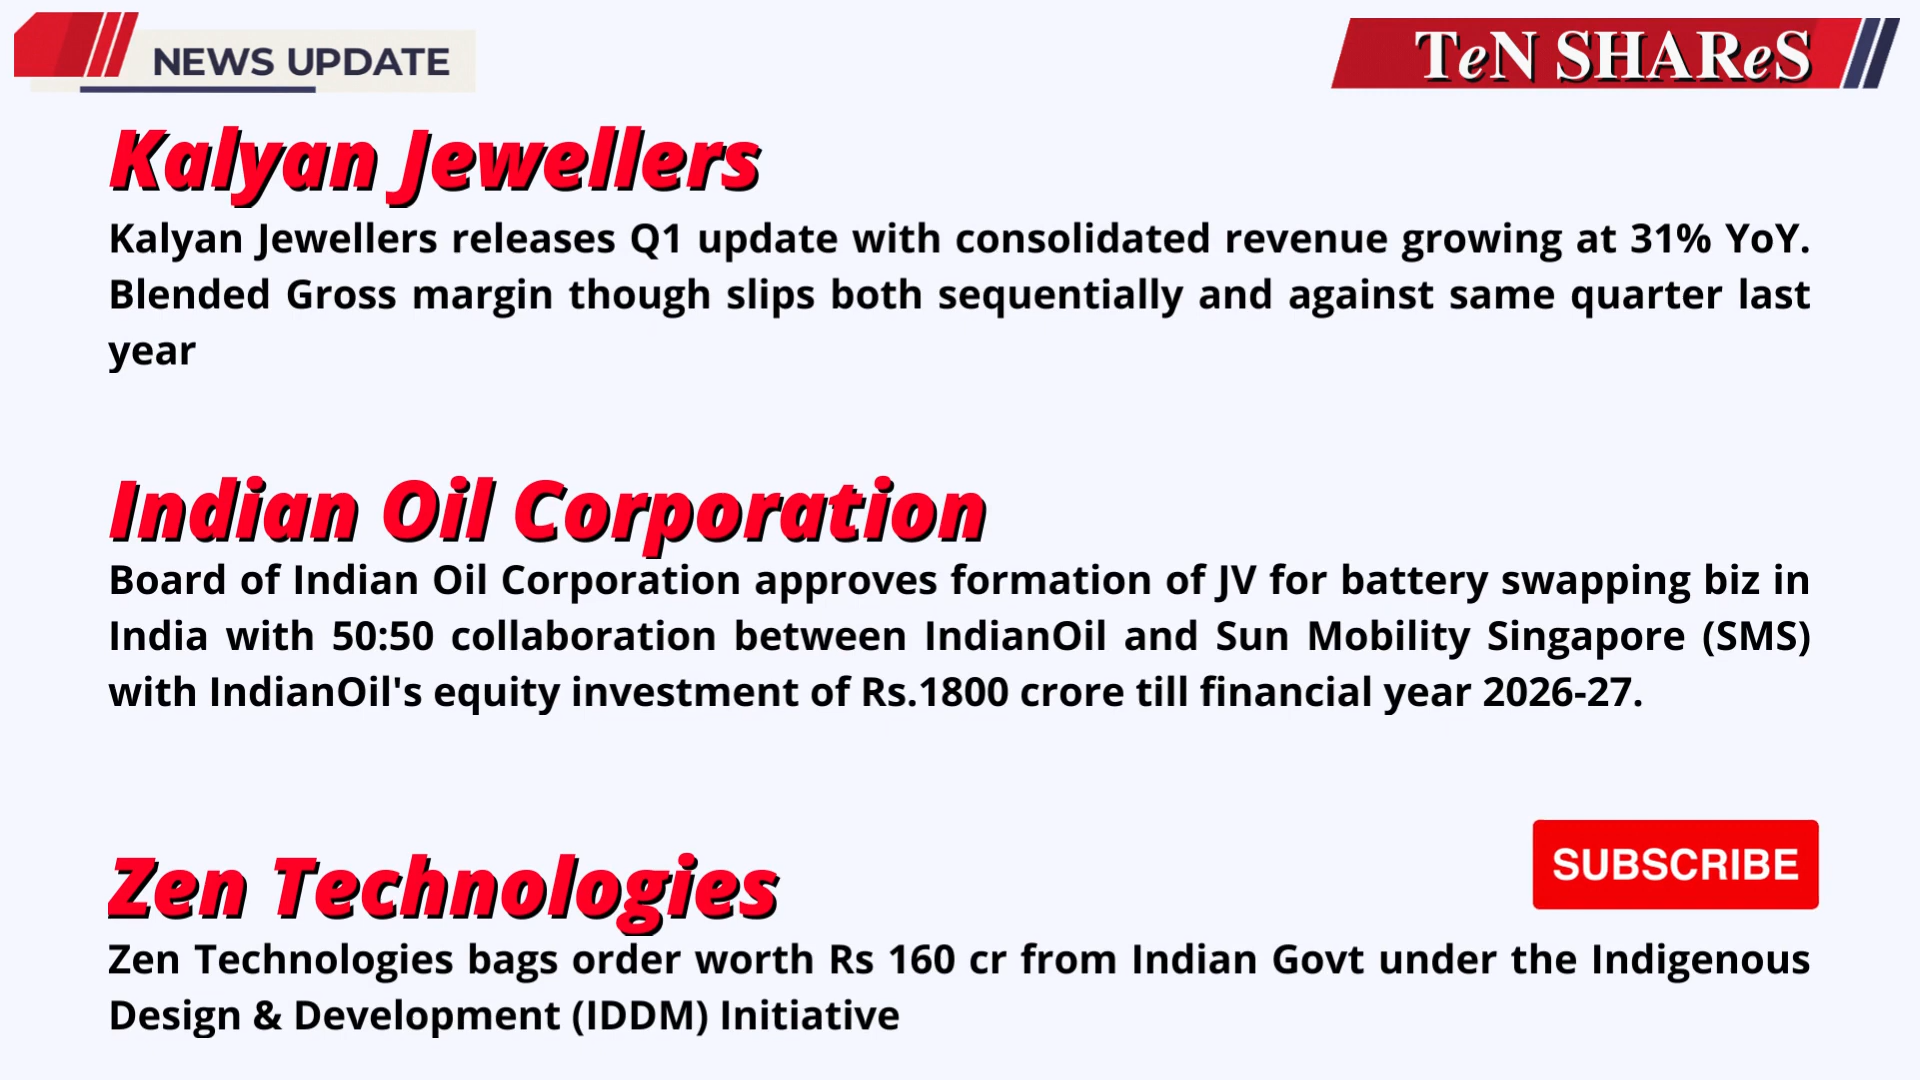 NEWS UPDATE
TeN SHAReS
Kalyan Jewellers
Kalyan Jewellers releases Q1 update with consolidated revenue growing at 31% YoY.
Blended Gross margin though slips both sequentially and against same quarter last
year
Indian Oil Corporation
Board of Indian Oil Corporation approves formation of JV for battery swapping biz in
India with 50:50 collaboration between IndianOil and Sun Mobility Singapore (SMS)
with IndianOil's equity investment of Rs.1800 crore till financial year 2026-27.
SUBSCRIBE
Zen Technologies
Zen Technologies bags order worth Rs 160 cr from Indian Govt under the Indigenous
Design & Development (IDDM) Initiative